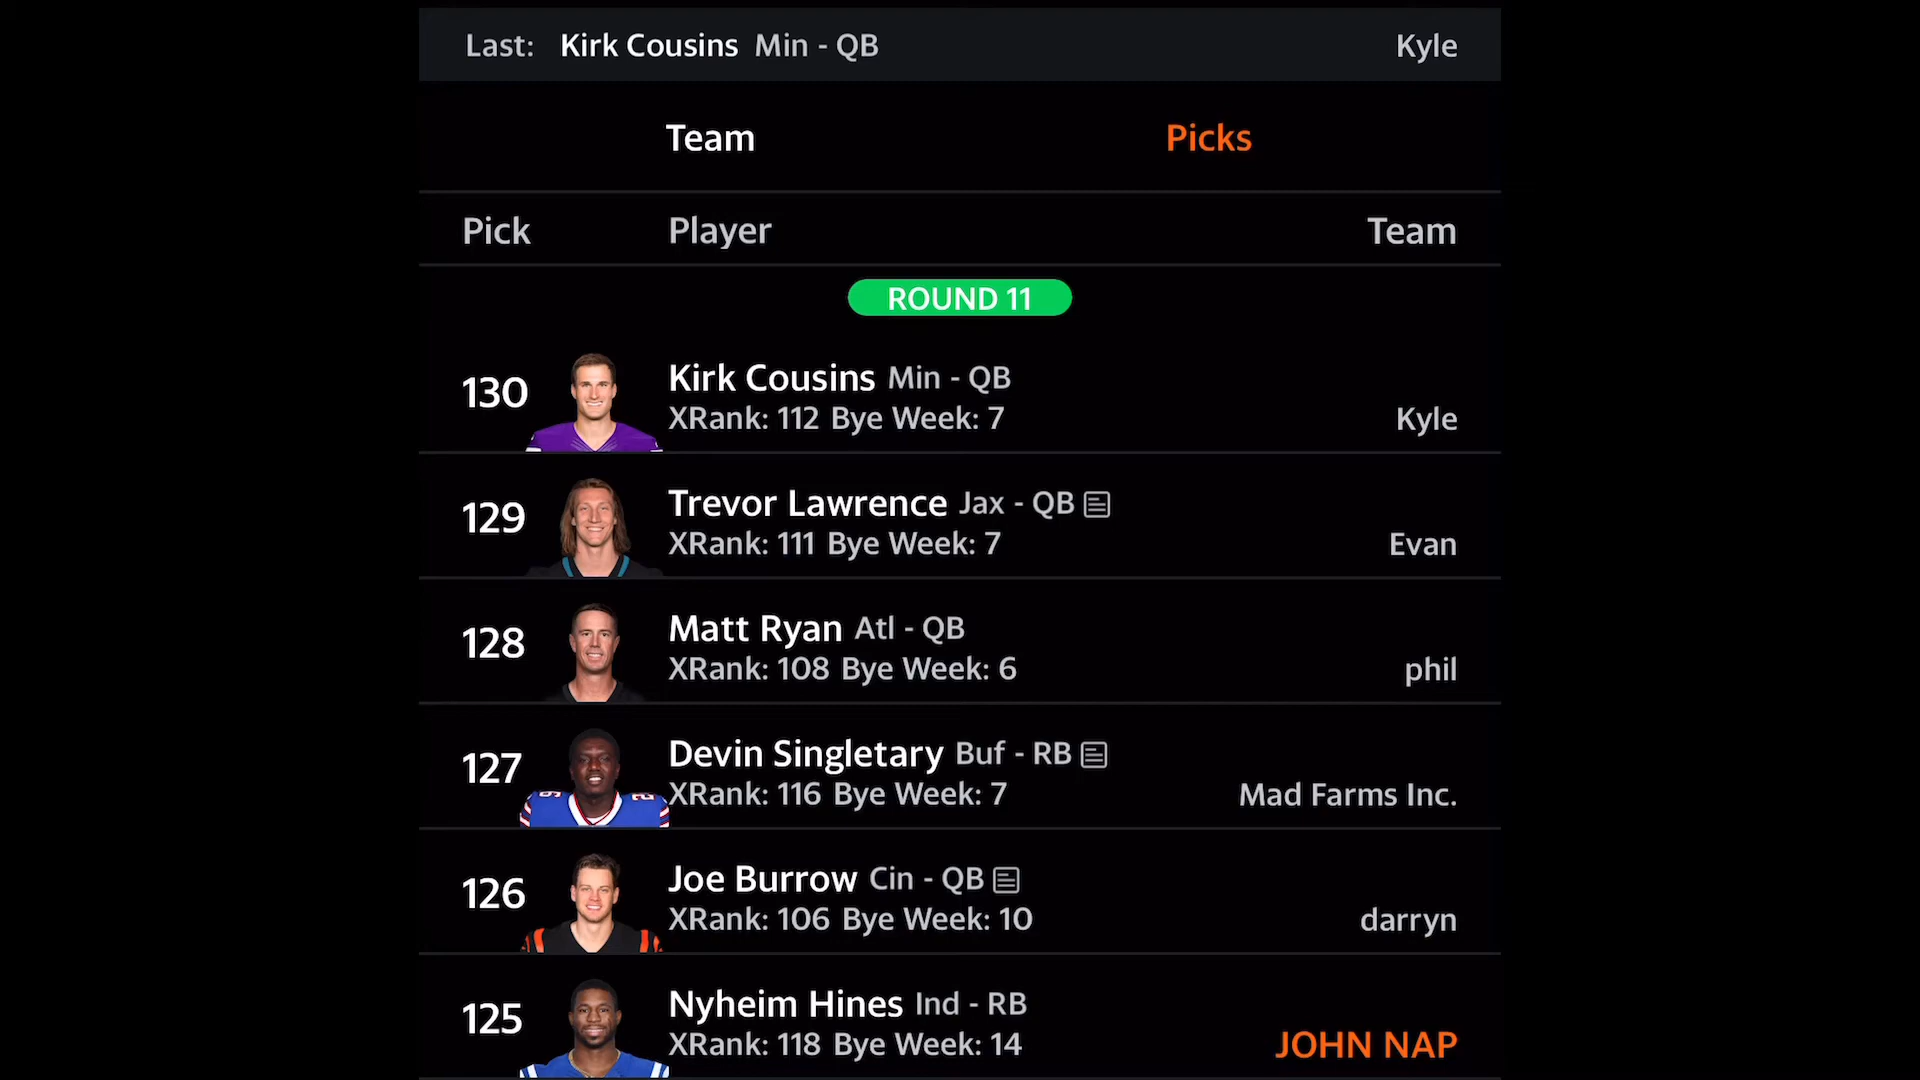 Last: Kirk Cousins Min - QB Kyle
Team Picks
Pick Player Team
ROUND 11
130 Kirk Cousins Min - QB
XRank: 112 Bye Week: 7 Kyle
129 Trevor Lawrence Jax - QB
XRank: 111 Bye Week: 7 Evan
128 Matt Ryan Atl - QB
XRank: 108 Bye Week: 6 phil
127 Devin Singletary Buf - RB
XRank: 116 Bye Week: 7 Mad Farms Inc.
126 Joe Burrow Cin - QB
XRank: 106 Bye Week: 10 darryn
125 Nyheim Hines Ind - RB
XRank: 118 Bye Week: 14 JOHN NAP